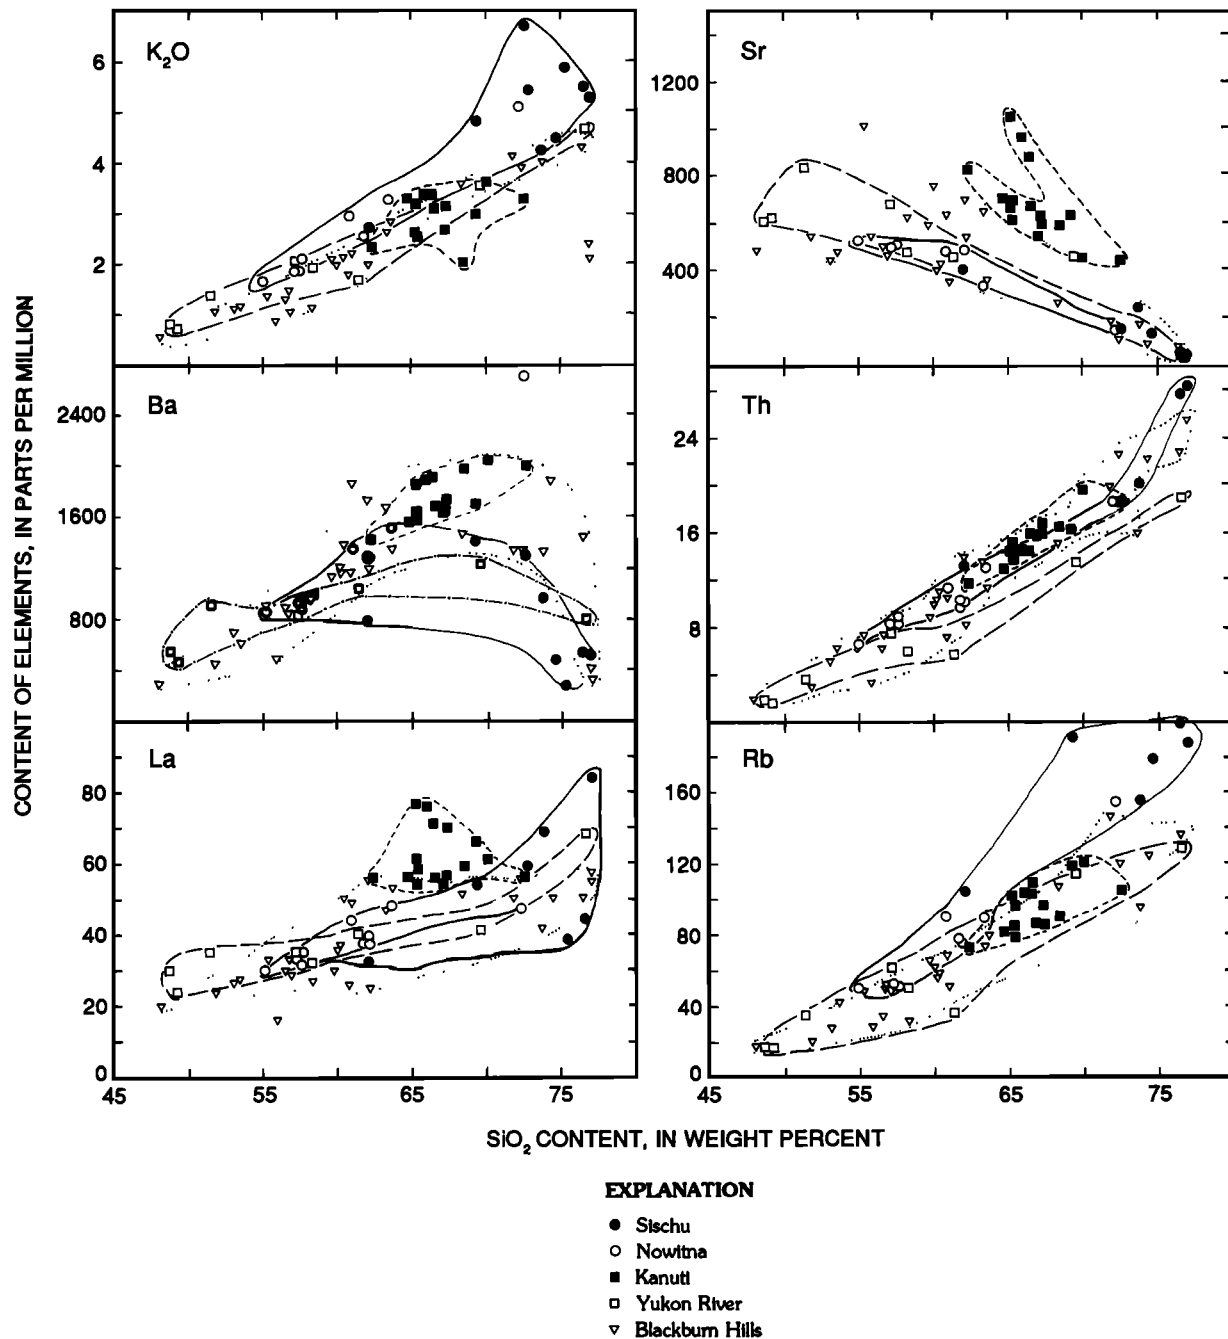 K₂O
6
4
2
Sr
1200
800
400
Ba
2400
1600
800
Th
24
16
8
La
80
60
40
20
0
45
55
65
75
Rb
160
120
80
40
0
45
55
65
75
CONTENT OF ELEMENTS, IN PARTS PER MILLION
SiO₂ CONTENT, IN WEIGHT PERCENT
EXPLANATION
Sischu
Nowitna
Kanuti
Yukon River
Blackburn Hills